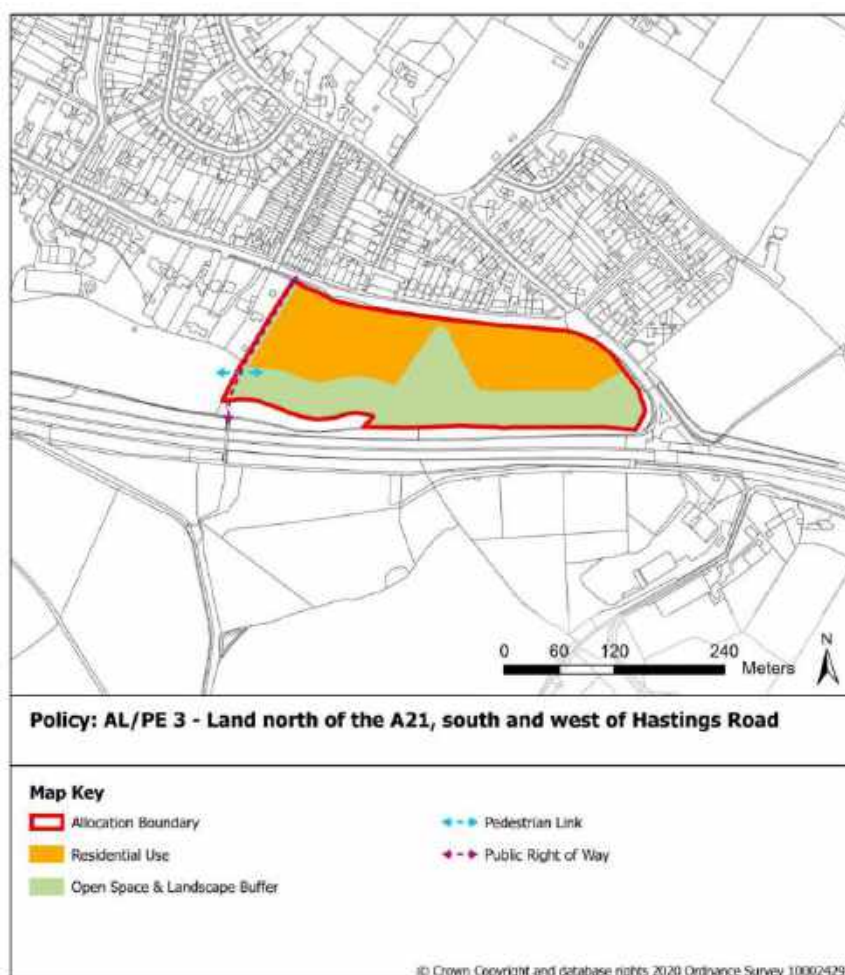 0 60 120 240
Meters
N
Policy: AL/PE 3 - Land north of the A21, south and west of Hastings Road
Map Key
Allocation Boundary
Residential Use
Open Space & Landscape Buffer
Pedestrian Link
Public Right of Way
© Crown Copyright and database rights 2020 Ordnance Survey 10002429